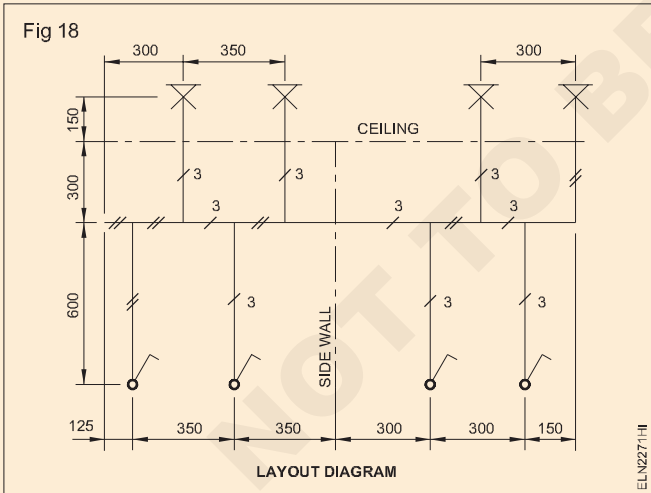 Fig 18
300 350 300
150
CEILING
300
3 3 3
3 3 3
600
3 3 3
SIDE WALL
125 350 350 300 300 150
LAYOUT DIAGRAM
ELN2271HI
NOT TO BE